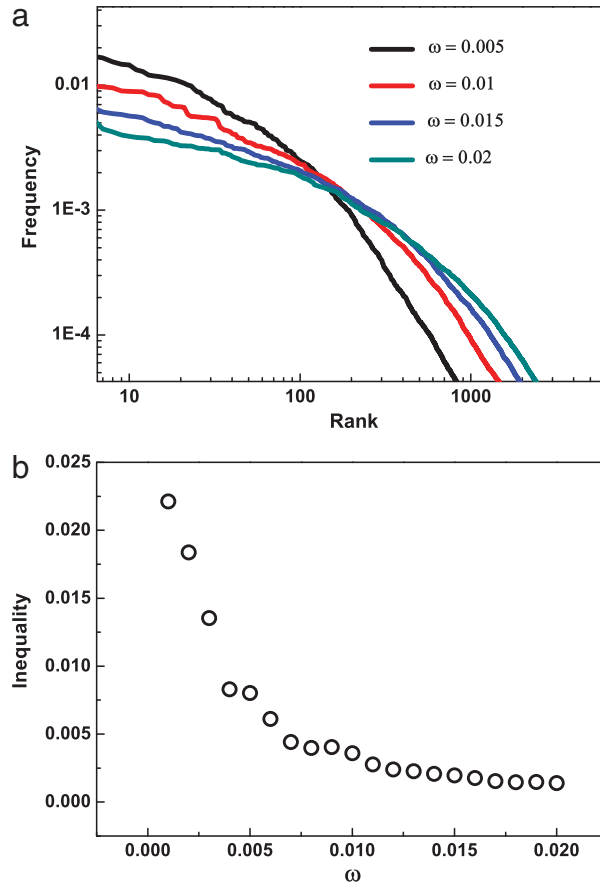 a
ω = 0.005
ω = 0.01
ω = 0.015
ω = 0.02
0.01
1E-3
1E-4
Frequency
10
100
1000
Rank
b
0.025
0.020
0.015
0.010
0.005
0.000
Inequality
0.000
0.005
0.010
0.015
0.020
ω